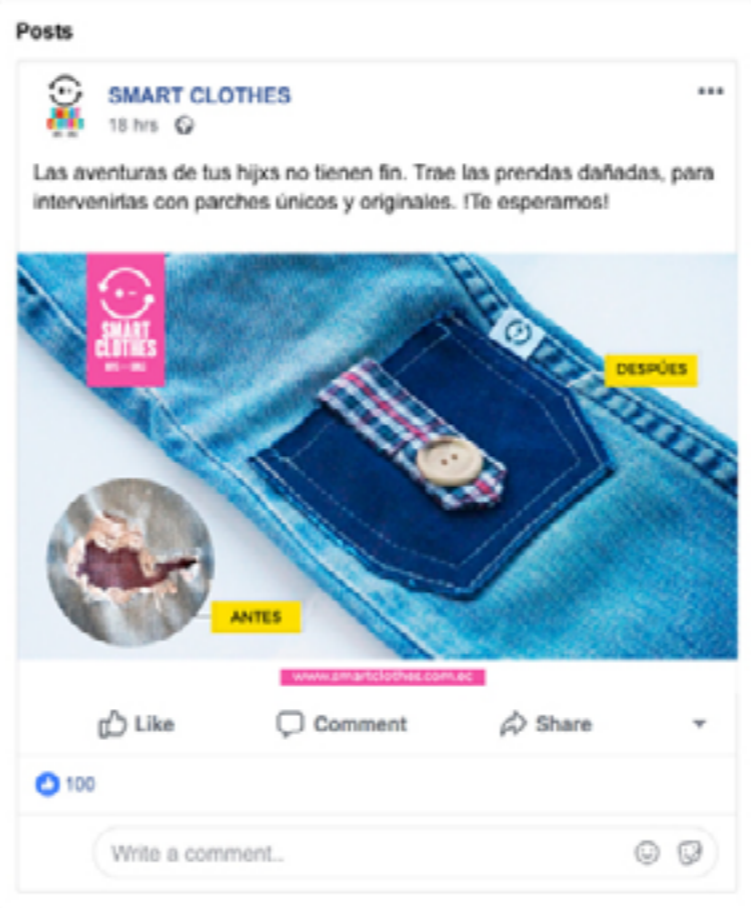 Posts
SMART CLOTHES
18 hrs
Las aventuras de tus hijxs no tienen fin. Trae las prendas dañadas, para
intervenirlas con parches únicos y originales. !Te esperamos!
SMART
CLOTHES
DESPÚES
ANTES
www.smartclothes.com.ec
Like
Comment
Share
100
Write a comment...